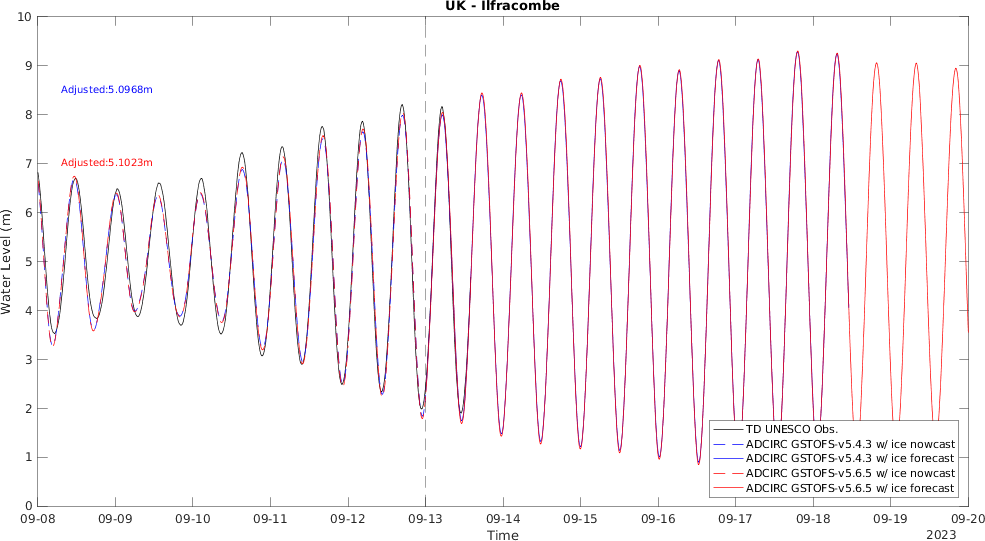 UK - Ilfracombe
10
9
8
7
6
5
4
3
2
1
0
Water Level (m)
Adjusted:5.0968m
Adjusted:5.1023m
TD UNESCO Obs.
ADCIRC GSTOFS-v5.4.3 w/ ice nowcast
ADCIRC GSTOFS-v5.4.3 w/ ice forecast
ADCIRC GSTOFS-v5.6.5 w/ ice nowcast
ADCIRC GSTOFS-v5.6.5 w/ ice forecast
09-08 09-09 09-10 09-11 09-12 09-13 09-14 09-15 09-16 09-17 09-18 09-19 09-20
Time
2023